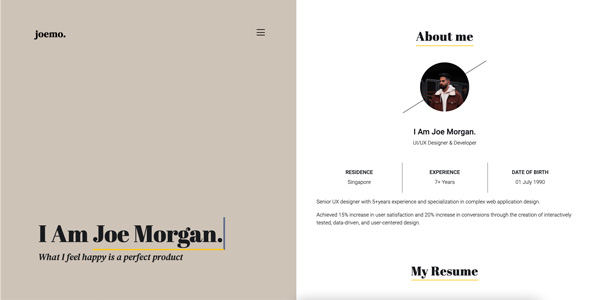 joemo.
I Am Joe Morgan.
What I feel happy is a perfect product
About me
I Am Joe Morgan.
UI/UX Designer & Developer
RESIDENCE
Singapore
EXPERIENCE
7+ Years
DATE OF BIRTH
01 July 1990
Senior UX designer with 5+years experience and specialization in complex web application design.
Achieved 15% increase in user satisfaction and 20% increase in conversions through the creation of interactively
tested, data-driven, and user-centered design.
My Resume